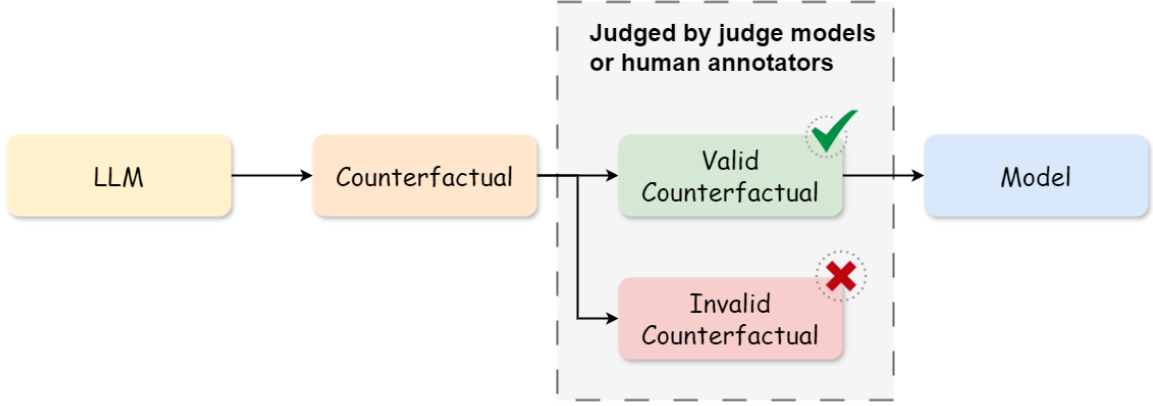 Judged by judge models
or human annotators
LLM
Counterfactual
Valid
Counterfactual
Model
Invalid
Counterfactual